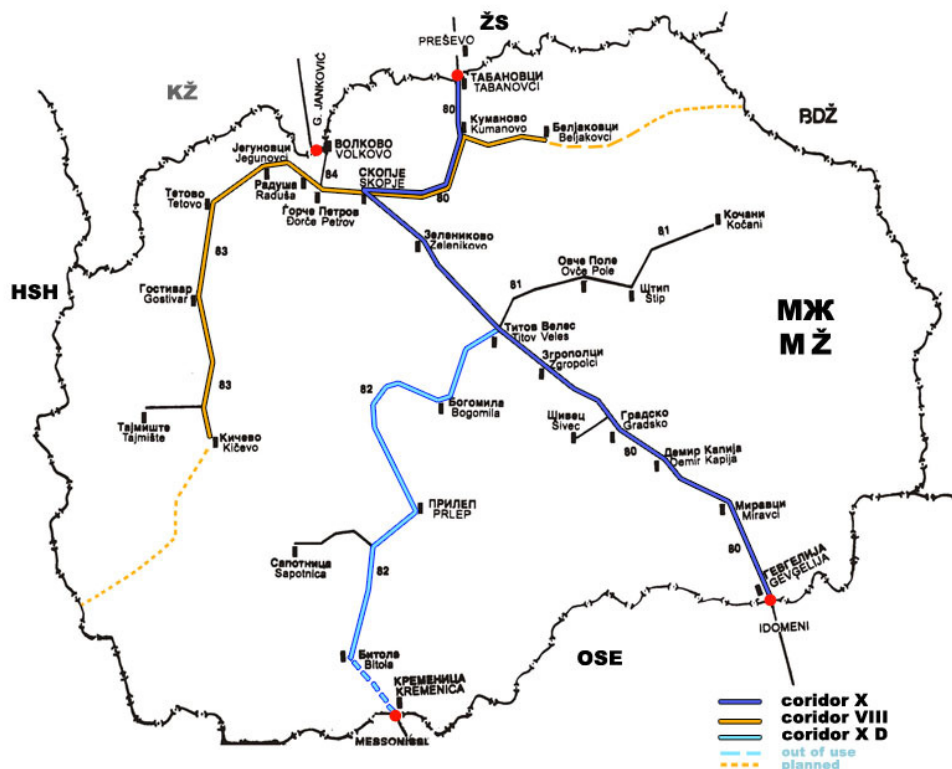 ŽS
PREŠEVO
KŽ
G. JANKOVIĆ
ТАБАНОВЦИ
TABANOVCI
80
Куманово
Kumanovo
Бељаковци
Beljakovci
BDŽ
ВОЛКОВО
VOLKOVO
Јегуновци
Jegunovci
84
СКОПЈЕ
SKOPJE
Радуша
Raduša
80
Тетово
Tetovo
Ѓорче Петров
Đorče Petrov
Кочани
Kočani
81
Зелениково
Zelenikovo
83
Овче Поле
Ovče Pole
HSH
Гостивар
Gostivar
81
Штип
Štip
МЖ
MŽ
Титов Велес
Titov Veles
Згрополци
Zgropolci
83
82
Богомила
Bogomila
Тајмиште
Tajmište
Шивец
Šivec
Градско
Gradsko
Кичево
Kičevo
80
Демир Капија
Demir Kapija
ПРИЛЕП
PRLEP
Миравци
Miravci
Сапотница
Sapotnica
82
80
ГЕВГЕЛИЈА
GEVGELIJA
IDOMENI
Битола
Bitola
OSE
КРЕМЕНИЦА
KREMENICA
coridor X
coridor VIII
coridor X D
out of use
planned